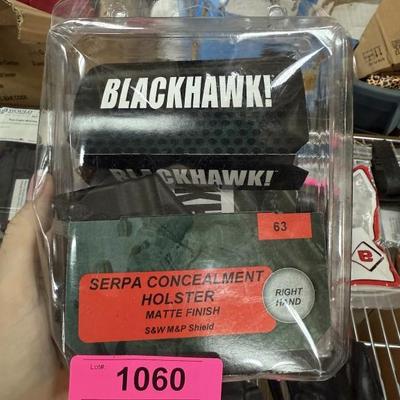 BLACKHAWK!
BLACKHAWK!
63
SERPA CONCEALMENT
HOLSTER
MATTE FINISH
S&W M&P Shield
RIGHT
HAND
Lot#:
1060